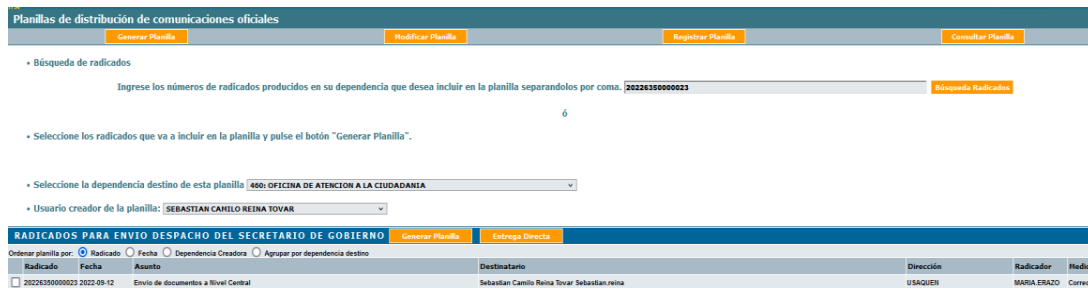 Planillas de distribución de comunicaciones oficiales
Generar Planilla Modificar Planilla Registrar Planilla Consultar Planilla
• Búsqueda de radicados
Ingrese los números de radicados producidos en su dependencia que desea incluir en la planilla separandolos por coma. 20226350000023 Búsqueda Radicados
ó
• Seleccione los radicados que va a incluir en la planilla y pulse el botón "Generar Planilla".
• Seleccione la dependencia destino de esta planilla 460: OFICINA DE ATENCION A LA CIUDADANIA
• Usuario creador de la planilla: SEBASTIAN CAMILO REINA TOVAR
RADICADOS PARA ENVIO DESPACHO DEL SECRETARIO DE GOBIERNO Generar Planilla Entrega Directa
Ordenar planilla por: Radicado Fecha Dependencia Creadora Agrupar por dependencia destino
Radicado Fecha Asunto Destinatario Dirección Radicador Medio
20226350000023 2022-09-12 Envio de documentos a Nivel Central Sebastian Camilo Reina Tovar Sebastian.reina USAQUEN MARIA.ERAZO Correo